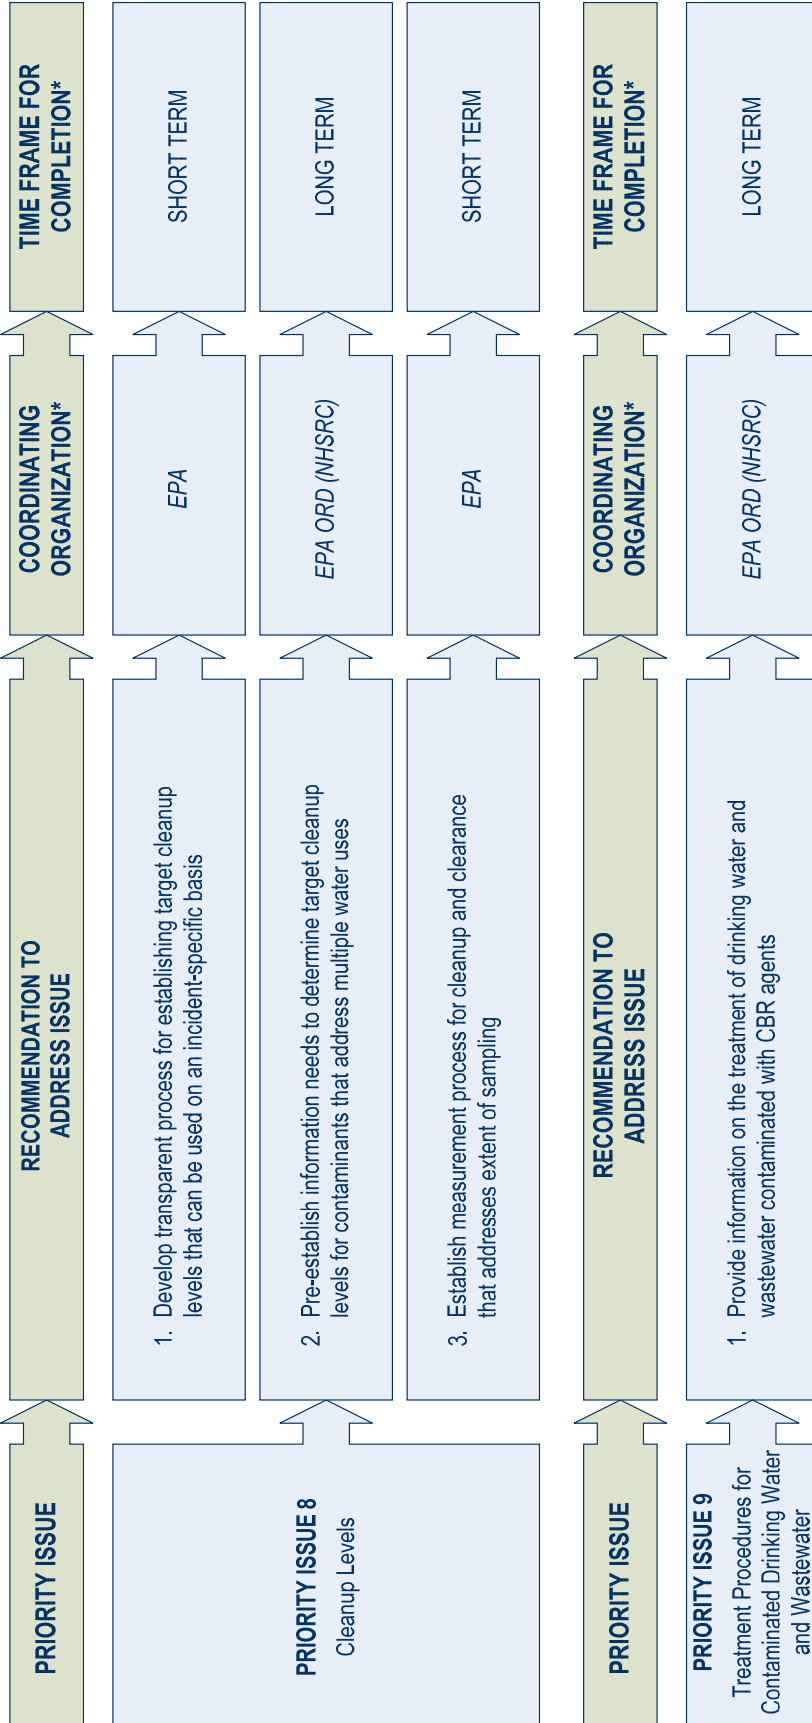 PRIORITY ISSUE
RECOMMENDATION TO
ADDRESS ISSUE
COORDINATING
ORGANIZATION*
TIME FRAME FOR
COMPLETION*
PRIORITY ISSUE 8
Cleanup Levels
1. Develop transparent process for establishing target cleanup
levels that can be used on an incident-specific basis
EPA
SHORT TERM
2. Pre-establish information needs to determine target cleanup
levels for contaminants that address multiple water uses
EPA ORD (NHSRC)
LONG TERM
3. Establish measurement process for cleanup and clearance
that addresses extent of sampling
EPA
SHORT TERM
PRIORITY ISSUE
RECOMMENDATION TO
ADDRESS ISSUE
COORDINATING
ORGANIZATION*
TIME FRAME FOR
COMPLETION*
PRIORITY ISSUE 9
Treatment Procedures for
Contaminated Drinking Water
and Wastewater
1. Provide information on the treatment of drinking water and
wastewater contaminated with CBR agents
EPA ORD (NHSRC)
LONG TERM